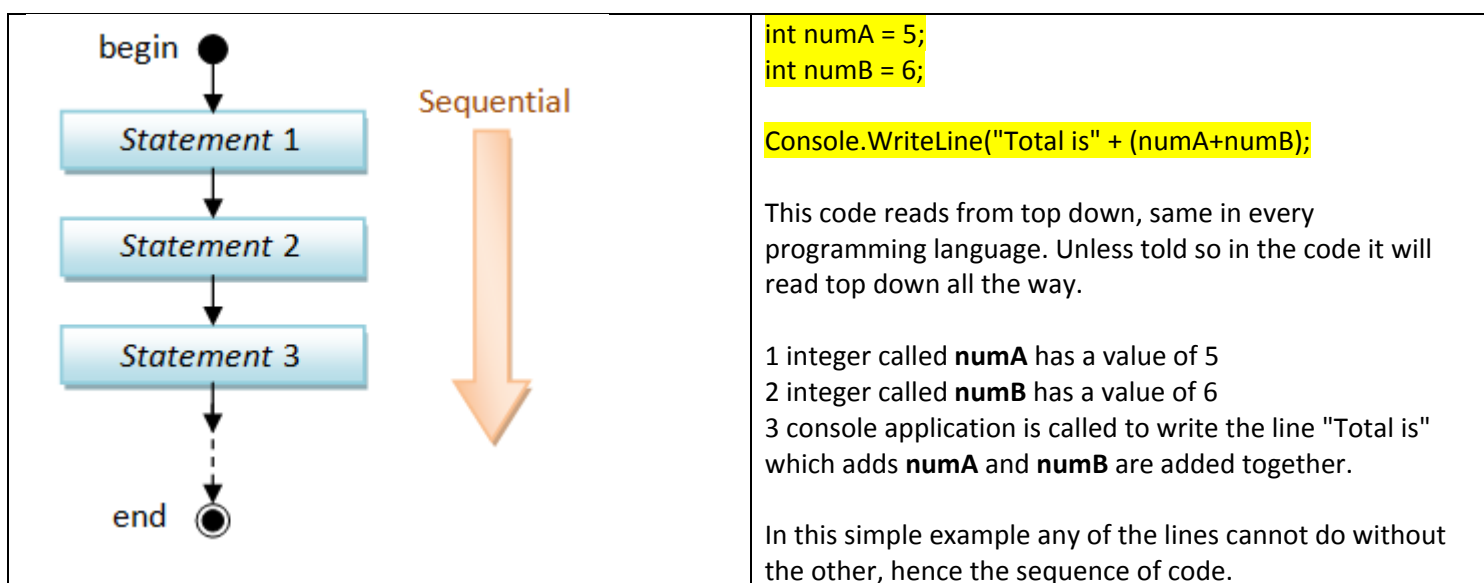 begin
Sequential
Statement 1
Statement 2
Statement 3
end
int numA = 5;
int numB = 6;
Console.WriteLine("Total is" + (numA+numB);
This code reads from top down, same in every
programming language. Unless told so in the code it will
read top down all the way.
1 integer called numA has a value of 5
2 integer called numB has a value of 6
3 console application is called to write the line "Total is"
which adds numA and numB are added together.
In this simple example any of the lines cannot do without
the other, hence the sequence of code.